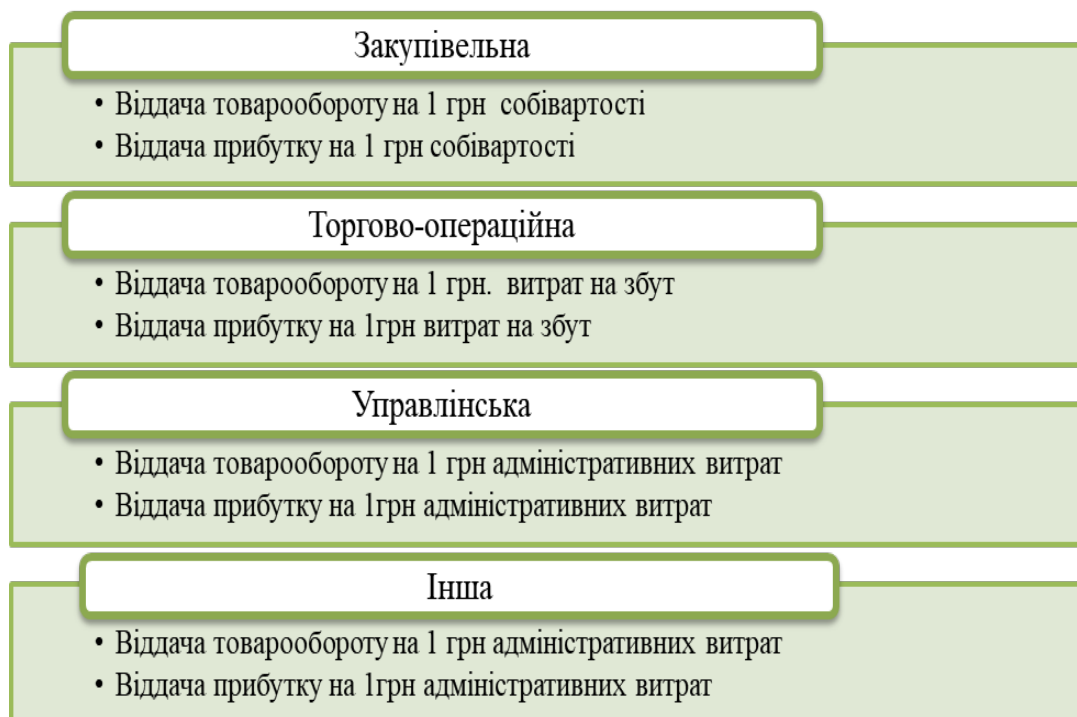 Закупівельна
• Віддача товарообороту на 1 грн собівартості
• Віддача прибутку на 1 грн собівартості
Торгово-операційна
• Віддача товарообороту на 1 грн. витрат на збут
• Віддача прибутку на 1грн витрат на збут
Управлінська
• Віддача товарообороту на 1 грн адміністративних витрат
• Віддача прибутку на 1грн адміністративних витрат
Інша
• Віддача товарообороту на 1 грн адміністративних витрат
• Віддача прибутку на 1грн адміністративних витрат